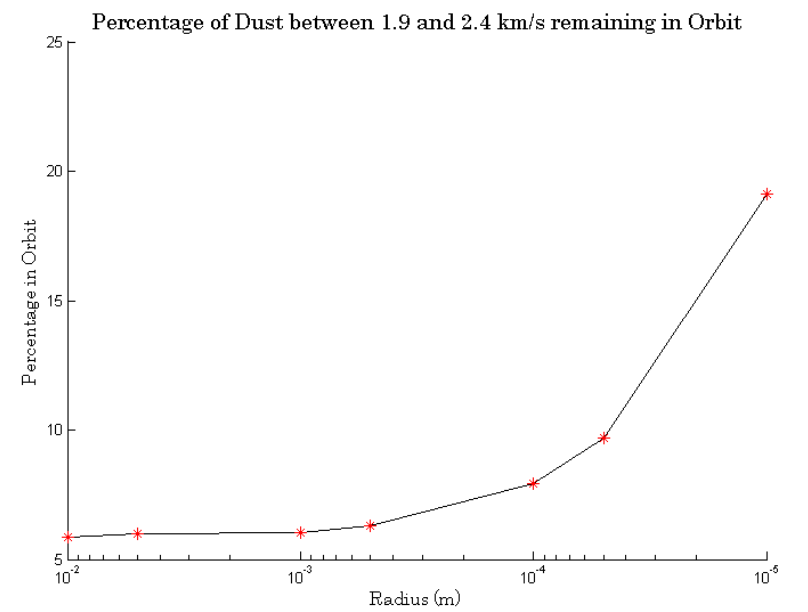 Percentage of Dust between 1.9 and 2.4 km/s remaining in Orbit
25
20
15
10
5
Percentage in Orbit
10^-2 10^-3 10^-4 10^-5
Radius (m)